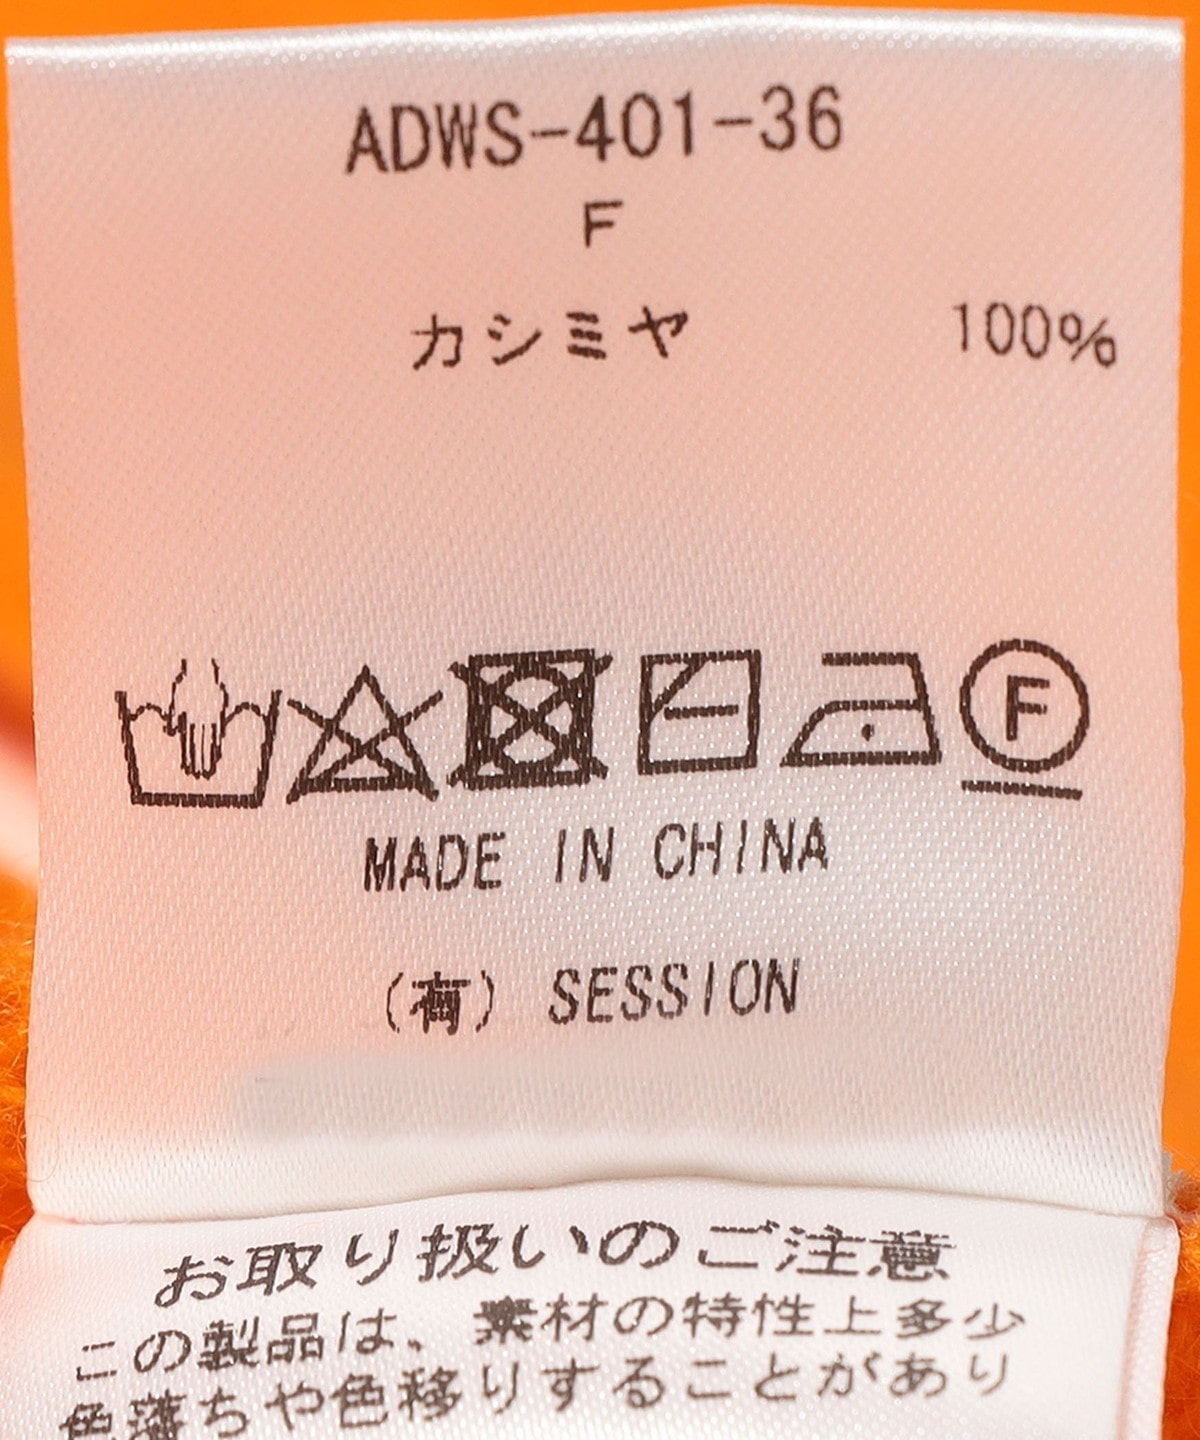 ADWS-401-36
F
カシミヤ 100%
F
MADE IN CHINA
(有) SESSION
お取り扱いのご注意
この製品は、素材の特性上多少
色落ちや色移りすることがあり